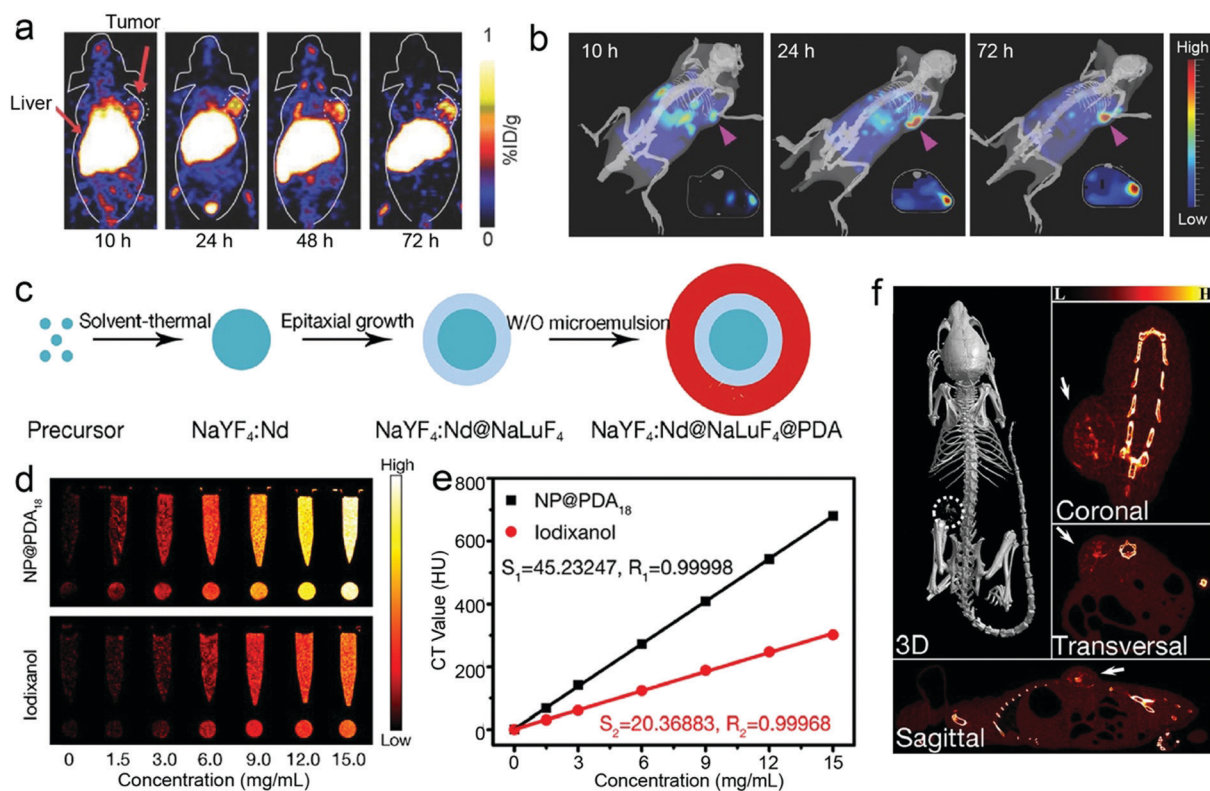 a
Tumor
Liver
10 h
24 h
48 h
72 h
1
%ID/g
0
b
10 h
24 h
72 h
High
Low
c
Solvent-thermal
Epitaxial growth
W/O microemulsion
Precursor
NaYF₄:Nd
NaYF₄:Nd@NaLuF₄
NaYF₄:Nd@NaLuF₄@PDA
d
High
Low
NP@PDA₁₈
Iodixanol
0 1.5 3.0 6.0 9.0 12.0 15.0
Concentration (mg/mL)
e
800
600
400
200
0
CT Value (HU)
NP@PDA₁₈
Iodixanol
S₁=45.23247, R₁=0.99998
S₂=20.36883, R₂=0.99968
0 3 6 9 12 15
Concentration (mg/mL)
f
L H
3D
Coronal
Transversal
Sagittal